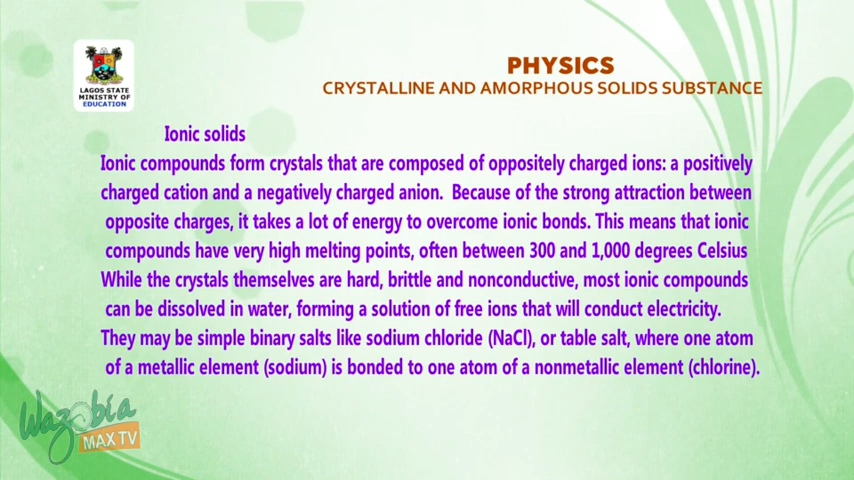 PHYSICS
CRYSTALLINE AND AMORPHOUS SOLIDS SUBSTANCE
LAGOS STATE
MINISTRY OF
EDUCATION
Ionic solids
Ionic compounds form crystals that are composed of oppositely charged ions: a positively
charged cation and a negatively charged anion. Because of the strong attraction between
opposite charges, it takes a lot of energy to overcome ionic bonds. This means that ionic
compounds have very high melting points, often between 300 and 1,000 degrees Celsius
While the crystals themselves are hard, brittle and nonconductive, most ionic compounds
can be dissolved in water, forming a solution of free ions that will conduct electricity.
They may be simple binary salts like sodium chloride (NaCl), or table salt, where one atom
of a metallic element (sodium) is bonded to one atom of a nonmetallic element (chlorine).
Wazobia
MAX TV